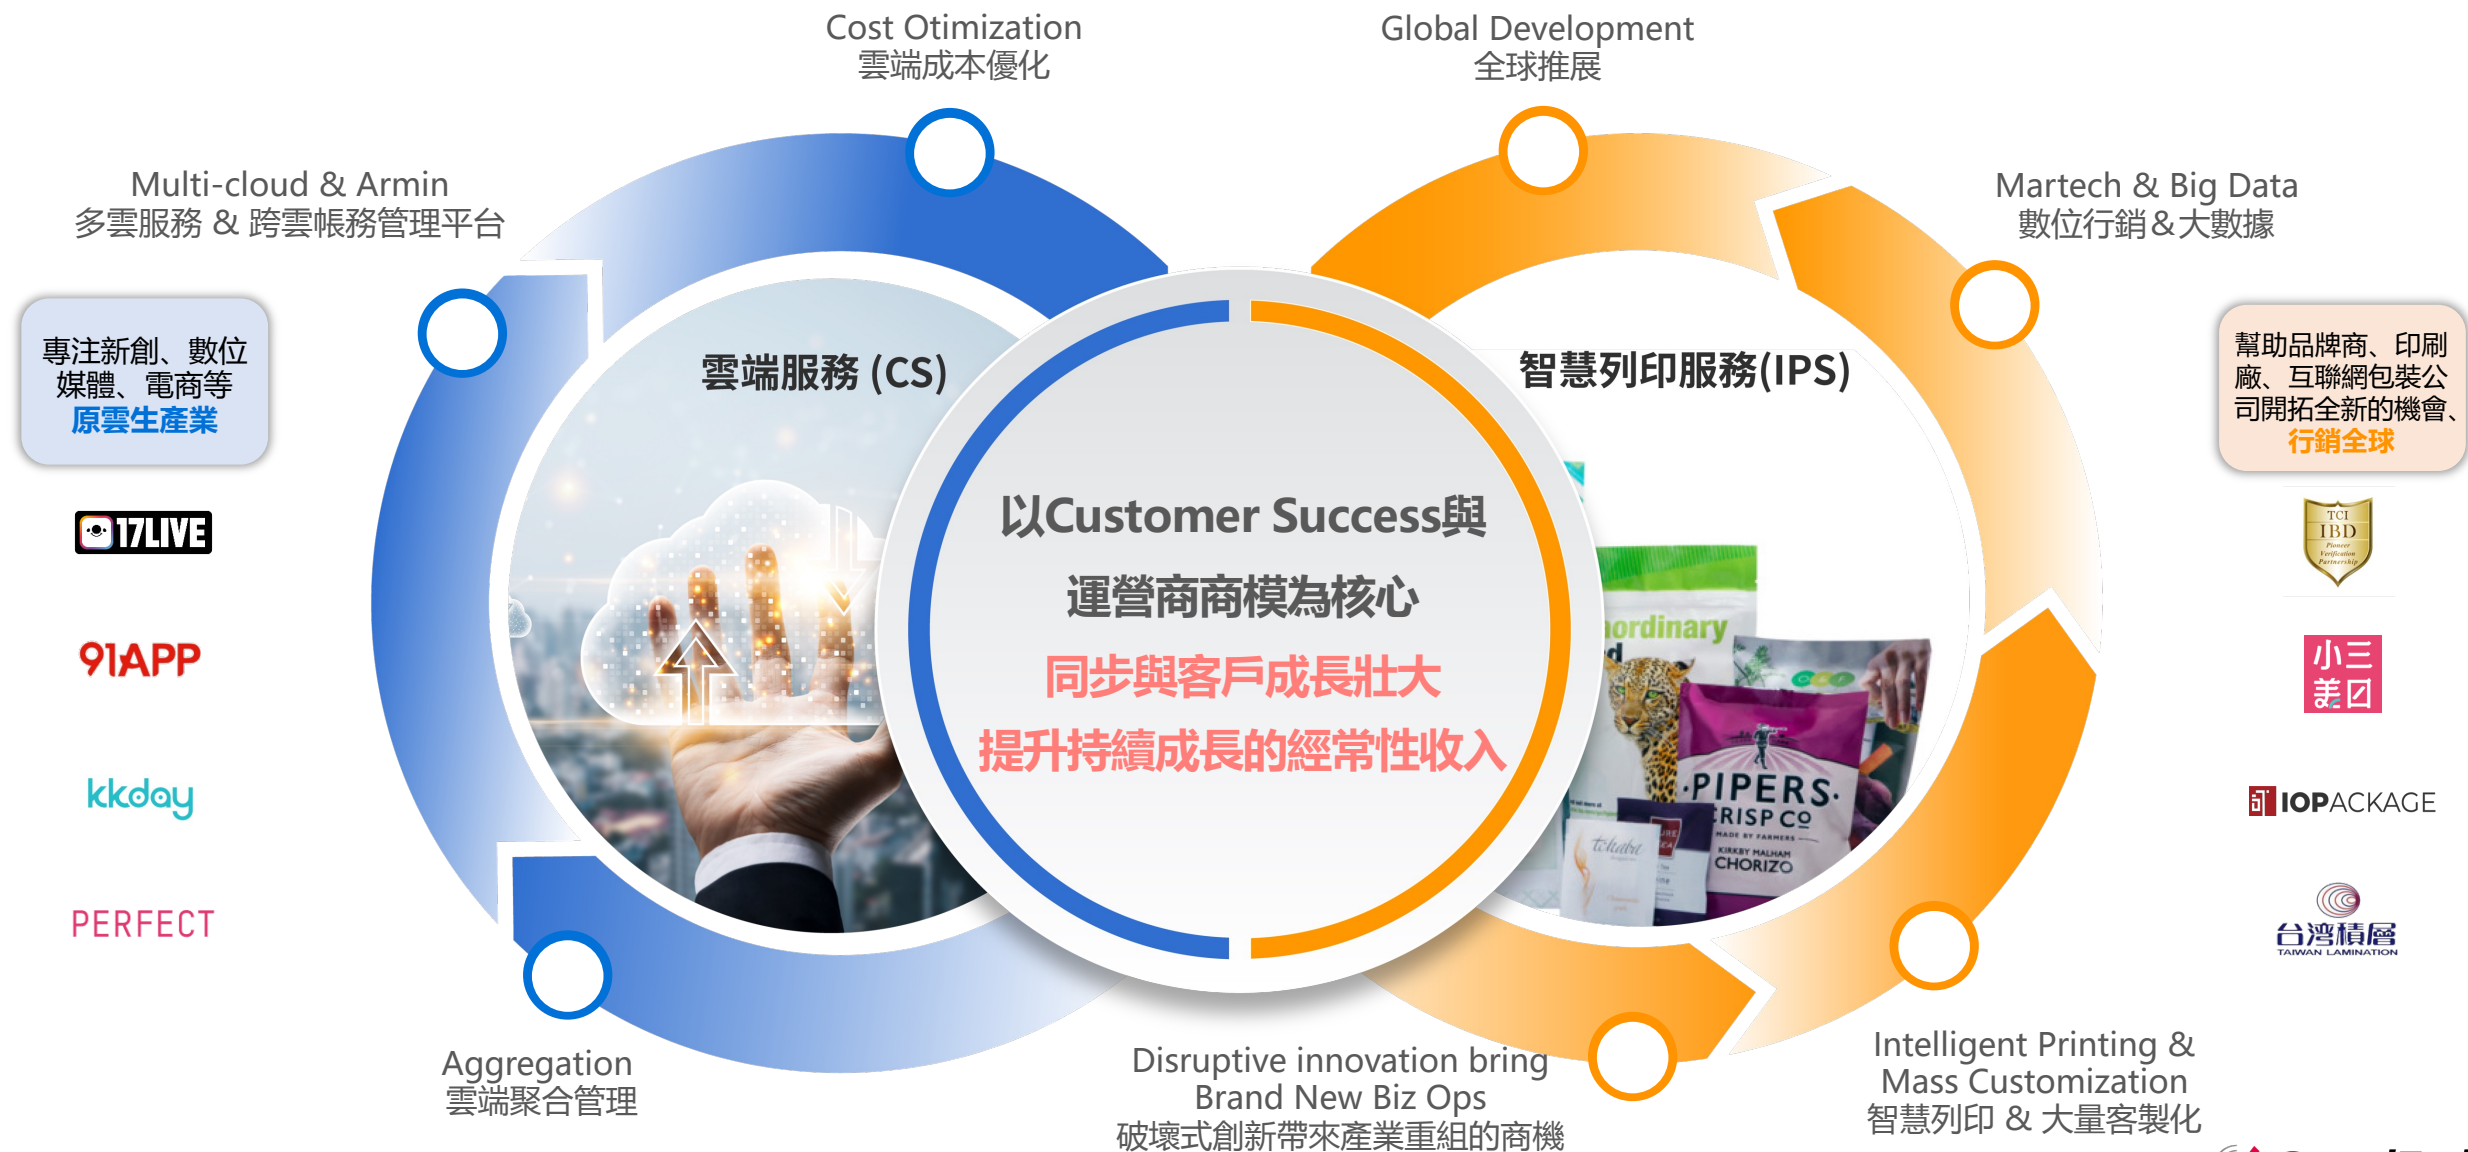 Cost Otimization
雲端成本優化
Global Development
全球推展
Multi-cloud & Armin
多雲服務 & 跨雲帳務管理平台
Martech & Big Data
數位行銷&大數據
專注新創、數位
媒體、電商等
原雲生產業
17LIVE
91APP
kkday
PERFECT
雲端服務 (CS)
以Customer Success與
運營商商模為核心
同步與客戶成長壯大
提升持續成長的經常性收入
智慧列印服務(IPS)
ordinary
PIPERS
CRISP CO
MADE BY FARMERS
KIRKBY MALHAM
CHORIZO
tchaba
幫助品牌商、印刷
廠、互聯網包裝公
司開拓全新的機會、
行銷全球
TCI
IBD
Pioneer
Verification
Partnership
小三
美日
IOPACKAGE
台湾積層
TAIWAN LAMINATION
Aggregation
雲端聚合管理
Disruptive innovation bring
Brand New Biz Ops
破壞式創新帶來產業重組的商機
Intelligent Printing &
Mass Customization
智慧列印 & 大量客製化